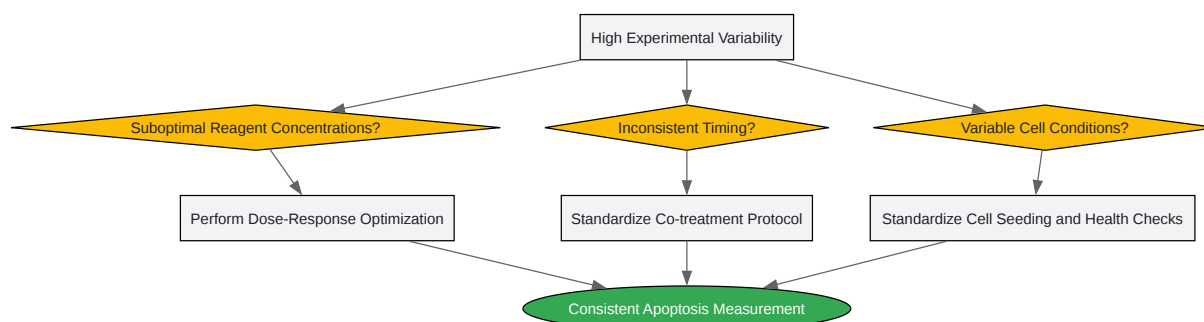 High Experimental Variability
Suboptimal Reagent Concentrations?
Inconsistent Timing?
Variable Cell Conditions?
Perform Dose-Response Optimization
Standardize Co-treatment Protocol
Standardize Cell Seeding and Health Checks
Consistent Apoptosis Measurement